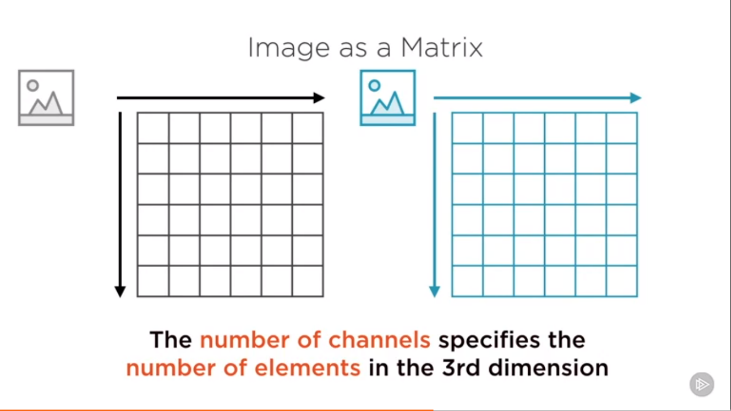 Image as a Matrix
The number of channels specifies the
number of elements in the 3rd dimension